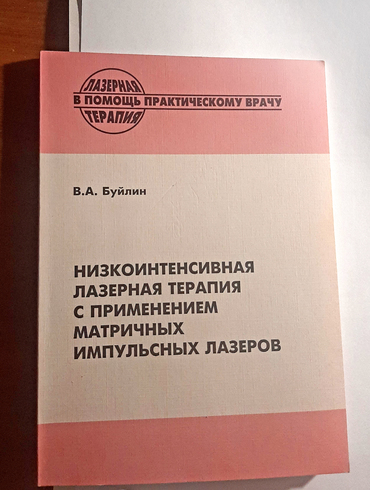 ЛАЗЕРНАЯ
В ПОМОЩЬ ПРАКТИЧЕСКОМУ ВРАЧУ
ТЕРАПИЯ
В.А. Буйлин
НИЗКОИНТЕНСИВНАЯ
ЛАЗЕРНАЯ ТЕРАПИЯ
С ПРИМЕНЕНИЕМ
МАТРИЧНЫХ
ИМПУЛЬСНЫХ ЛАЗЕРОВ